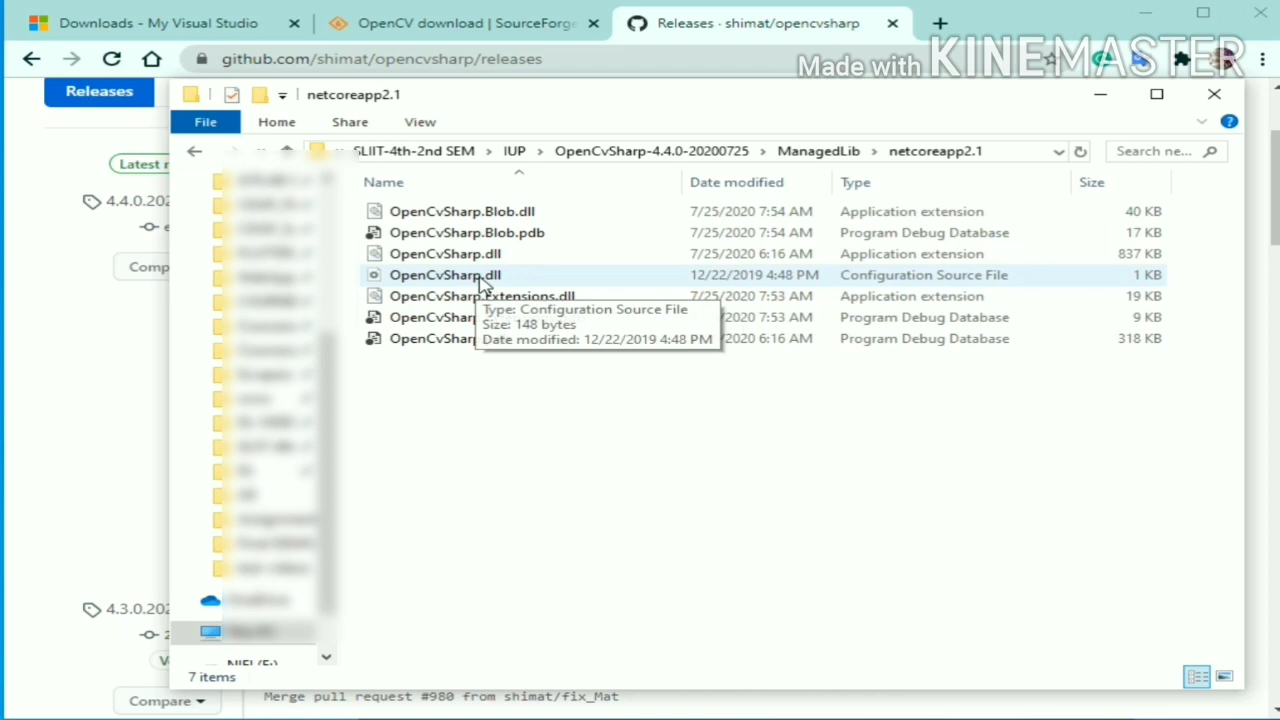 Downloads - My Visual Studio
OpenCV download | SourceForge
Releases · shimat/opencvsharp
github.com/shimat/opencvsharp/releases
Made with KINEMASTER
Releases
netcoreapp2.1
File Home Share View
SLIIT-4th-2nd SEM > IUP > OpenCvSharp-4.4.0-20200725 > ManagedLib > netcoreapp2.1
Search ne...
Name Date modified Type Size
Latest r
4.4.0.202
Comp
OpenCvSharp.Blob.dll 7/25/2020 7:54 AM Application extension 40 KB
OpenCvSharp.Blob.pdb 7/25/2020 7:54 AM Program Debug Database 17 KB
OpenCvSharp.dll 7/25/2020 6:16 AM Application extension 837 KB
OpenCvSharp.dll 12/22/2019 4:48 PM Configuration Source File 1 KB
OpenCvSharp.Extensions.dll 7/25/2020 7:53 AM Application extension 19 KB
OpenCvSharp 7/25/2020 7:53 AM Program Debug Database 9 KB
OpenCvSharp 7/25/2020 6:16 AM Program Debug Database 318 KB
Type: Configuration Source File
Size: 148 bytes
Date modified: 12/22/2019 4:48 PM
4.3.0.202
7 items
Compare
Merge pull request #980 from shimat/fix_Mat